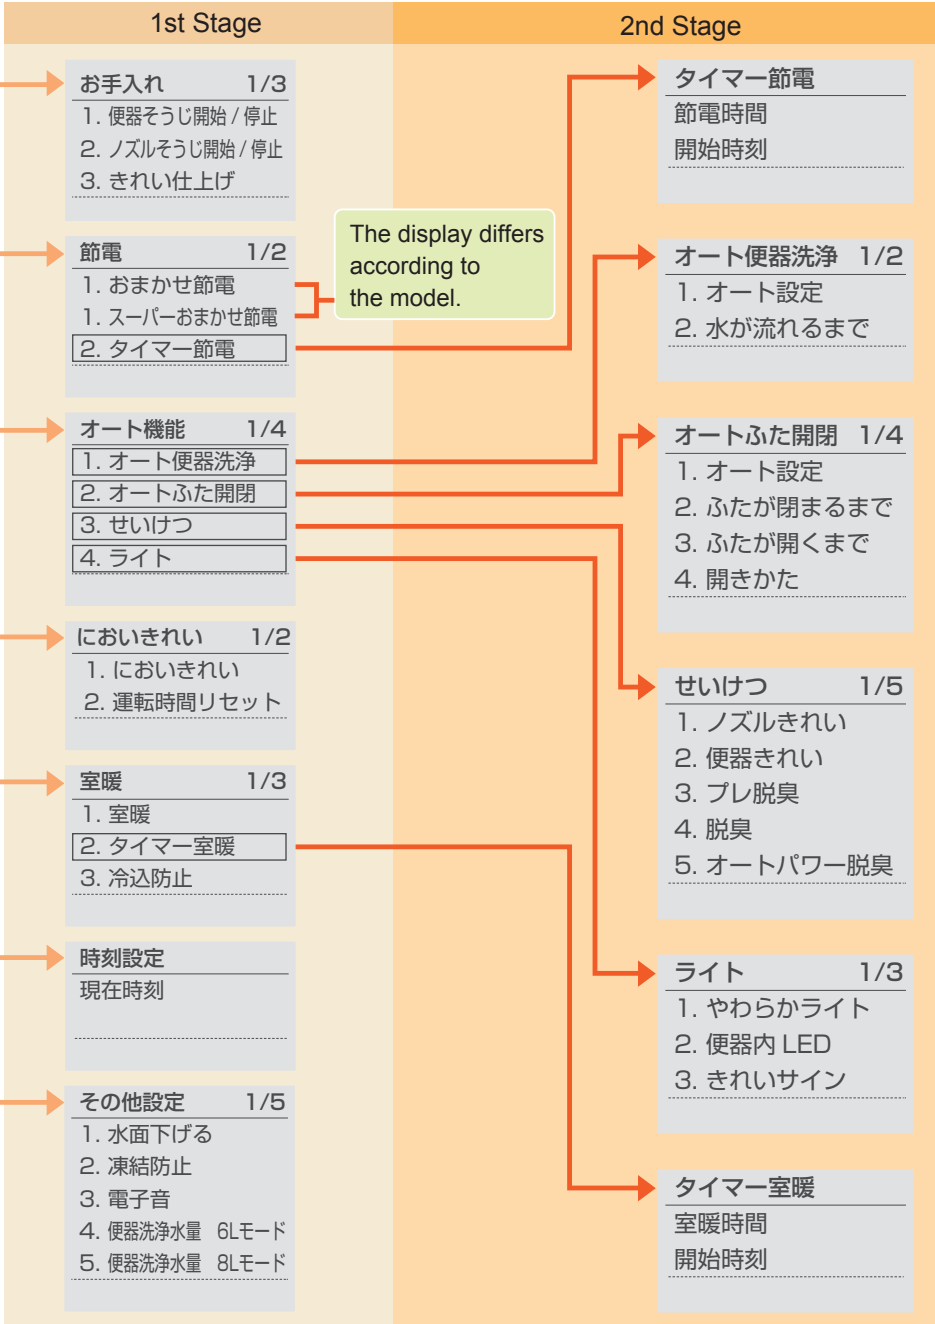 1st Stage
お手入れ 1/3
1. 便器そうじ開始 / 停止
2. ノズルそうじ開始 / 停止
3. きれい仕上げ
節電 1/2
1. おまかせ節電
1. スーパーおまかせ節電
2. タイマー節電
The display differs
according to
the model.
オート機能 1/4
1. オート便器洗浄
2. オートふた開閉
3. せいけつ
4. ライト
においきれい 1/2
1. においきれい
2. 運転時間リセット
室暖 1/3
1. 室暖
2. タイマー室暖
3. 冷込防止
時刻設定
現在時刻
その他設定 1/5
1. 水面下げる
2. 凍結防止
3. 電子音
4. 便器洗浄水量 6Lモード
5. 便器洗浄水量 8Lモード
2nd Stage
タイマー節電
節電時間
開始時刻
オート便器洗浄 1/2
1. オート設定
2. 水が流れるまで
オートふた開閉 1/4
1. オート設定
2. ふたが閉まるまで
3. ふたが開くまで
4. 開きかた
せいけつ 1/5
1. ノズルきれい
2. 便器きれい
3. プレ脱臭
4. 脱臭
5. オートパワー脱臭
ライト 1/3
1. やわらかライト
2. 便器内 LED
3. きれいサイン
タイマー室暖
室暖時間
開始時刻